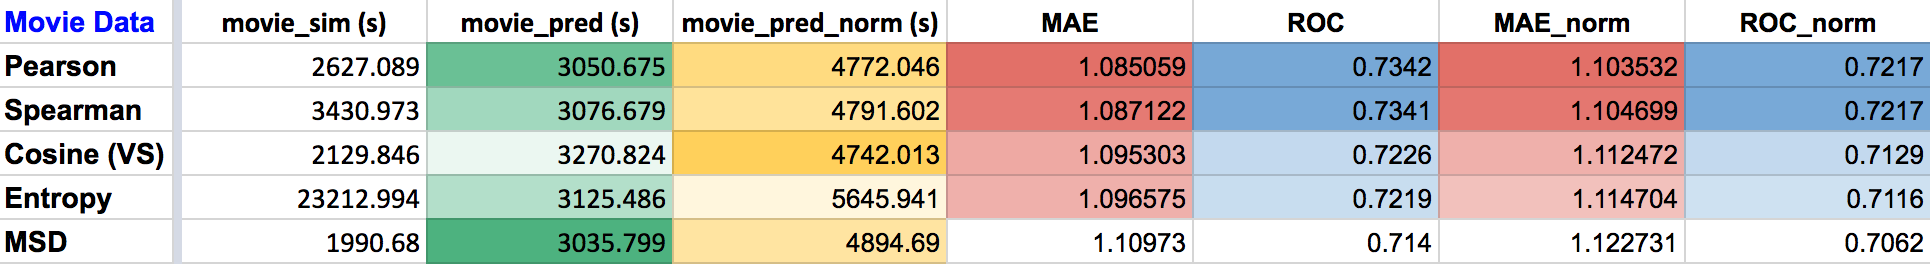 Movie Data movie_sim (s) movie_pred (s) movie_pred_norm (s) MAE ROC MAE_norm ROC_norm
Pearson 2627.089 3050.675 4772.046 1.085059 0.7342 1.103532 0.7217
Spearman 3430.973 3076.679 4791.602 1.087122 0.7341 1.104699 0.7217
Cosine (VS) 2129.846 3270.824 4742.013 1.095303 0.7226 1.112472 0.7129
Entropy 23212.994 3125.486 5645.941 1.096575 0.7219 1.114704 0.7116
MSD 1990.68 3035.799 4894.69 1.10973 0.714 1.122731 0.7062